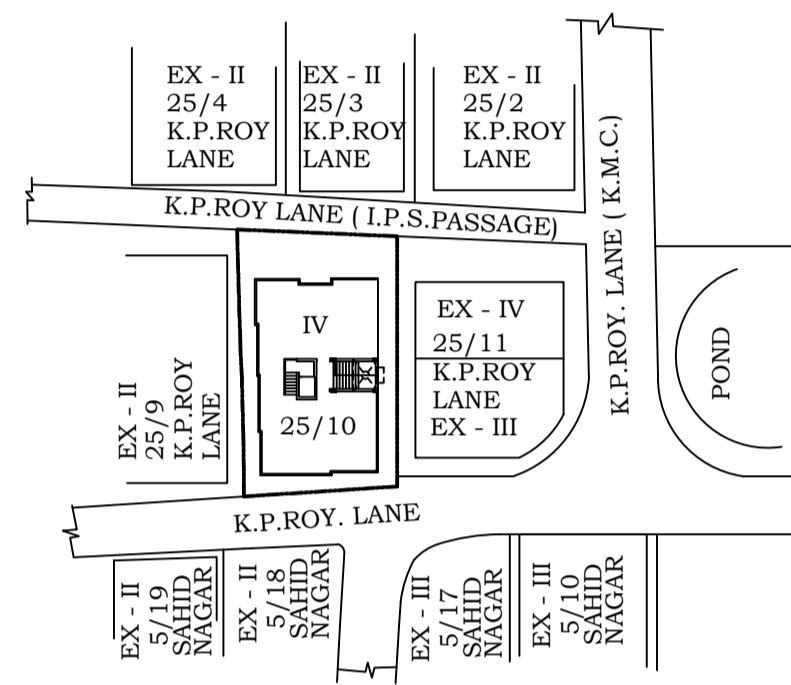 EX - II
25/4
K.P.ROY
LANE
EX - II
25/3
K.P.ROY
LANE
EX - II
25/2
K.P.ROY
LANE
K.P.ROY LANE ( I.P.S.PASSAGE)
K.P.ROY. LANE ( K.M.C.)
EX - II
25/9
K.P.ROY
LANE
IV
25/10
EX - IV
25/11
K.P.ROY
LANE
EX - III
POND
K.P.ROY. LANE
EX - II
5/19
SAHID
NAGAR
EX - II
5/18
SAHID
NAGAR
EX - III
5/17
SAHID
NAGAR
EX - III
5/10
SAHID
NAGAR